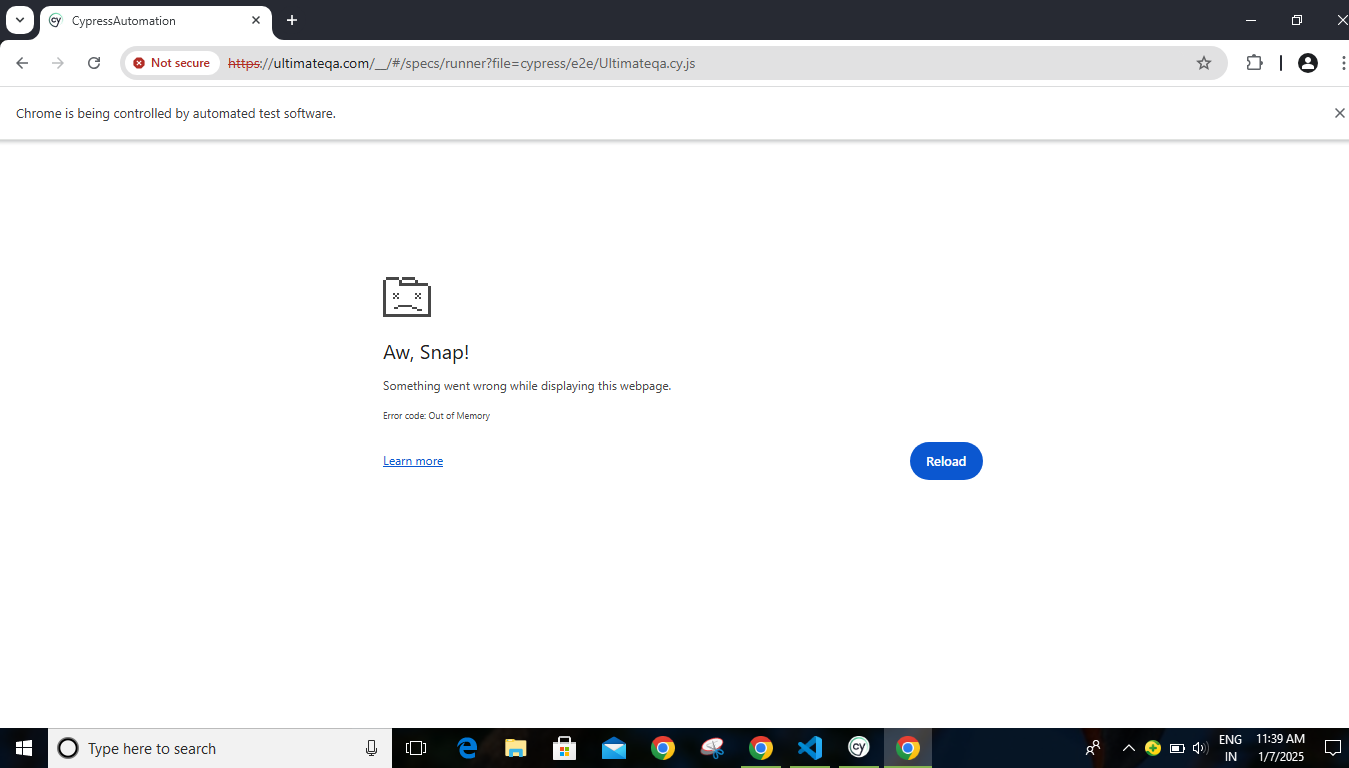 CypressAutomation
Not secure
https://ultimateqa.com/__/#/specs/runner?file=cypress/e2e/Ultimateqa.cy.js
Chrome is being controlled by automated test software.
Aw, Snap!
Something went wrong while displaying this webpage.
Error code: Out of Memory
Learn more
Reload
Type here to search
ENG
IN
11:39 AM
1/7/2025